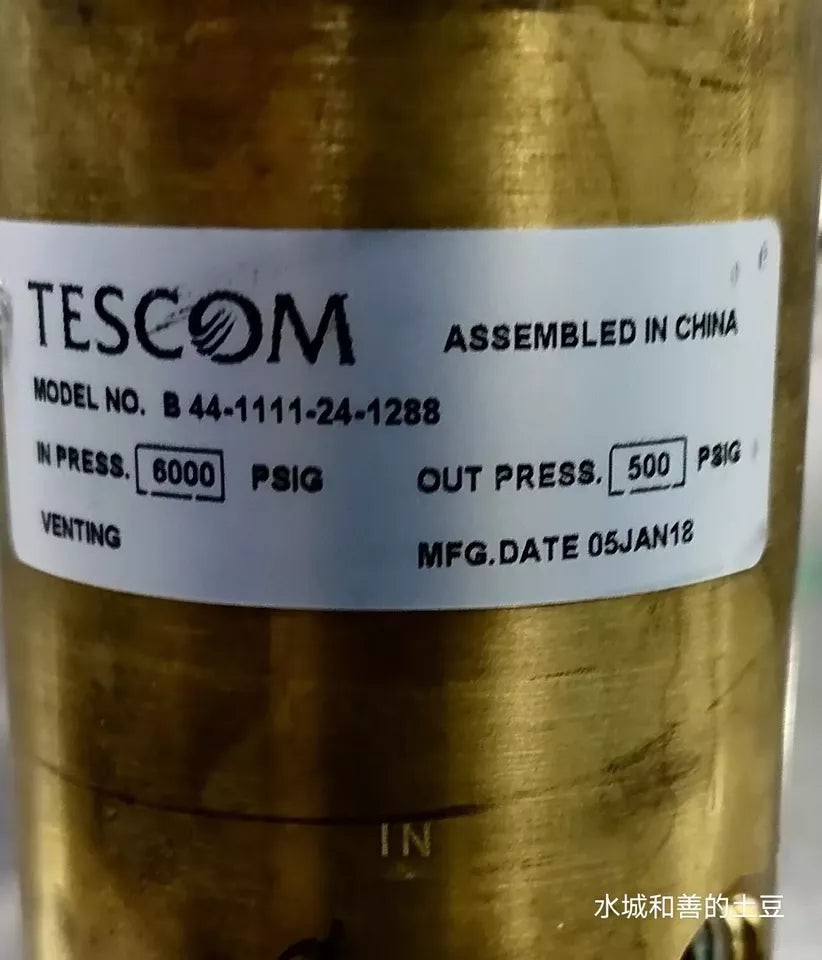 TESCOM
ASSEMBLED IN CHINA
MODEL NO. B 44-1111-24-1288
IN PRESS. 6000 PSIG
OUT PRESS. 500 PSIG
VENTING
MFG.DATE 05JAN18
IN
水城和善的土豆